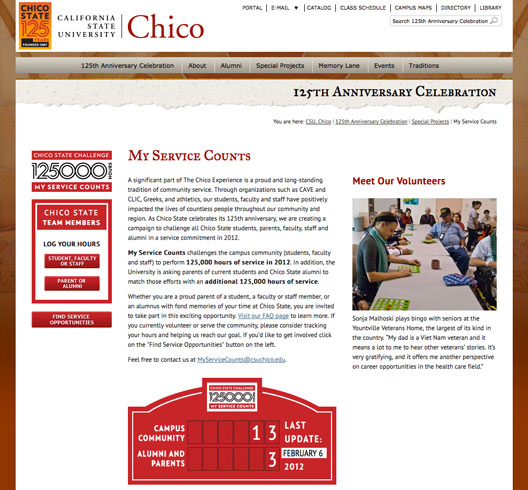 CHICO
STATE
125
YEARS
FOUNDED 1887
CALIFORNIA
STATE
UNIVERSITY
Chico
PORTAL | E-MAIL ▼ | CATALOG | CLASS SCHEDULE | CAMPUS MAPS | DIRECTORY | LIBRARY
Search 125th Anniversary Celebration
125th Anniversary Celebration About Alumni Special Projects Memory Lane Events Traditions
125TH ANNIVERSARY CELEBRATION
You are here: CSU, Chico | 125th Anniversary Celebration | Special Projects | My Service Counts
CHICO STATE CHALLENGE
125000 HOURS
MY SERVICE COUNTS
CHICO STATE
TEAM MEMBERS
LOG YOUR HOURS
STUDENT, FACULTY
OR STAFF
PARENT OR
ALUMNI
FIND SERVICE
OPPORTUNITIES
MY SERVICE COUNTS
A significant part of The Chico Experience is a proud and long-standing
tradition of community service. Through organizations such as CAVE and
CLIC, Greeks, and athletics, our students, faculty and staff have positively
impacted the lives of countless people throughout our community and
region. As Chico State celebrates its 125th anniversary, we are creating a
campaign to challenge all Chico State students, parents, faculty, staff and
alumni in a service commitment in 2012.
My Service Counts challenges the campus community (students, faculty
and staff) to perform 125,000 hours of service in 2012. In addition, the
University is asking parents of current students and Chico State alumni to
match those efforts with an additional 125,000 hours of service.
Whether you are a proud parent of a student, a faculty or staff member, or
an alumnus with fond memories of your time at Chico State, you are invited
to take part in this exciting opportunity. Visit our FAQ page to learn more. If
you currently volunteer or serve the community, please consider tracking
your hours and helping us reach our goal. If you'd like to get involved click
on the "Find Service Opportunities" button on the left.
Feel free to contact us at MyServiceCounts@csuchico.edu.
CHICO STATE CHALLENGE
125000 HOURS
MY SERVICE COUNTS
CAMPUS
COMMUNITY 1 3
ALUMNI AND
PARENTS 3
LAST
UPDATE:
FEBRUARY 6
2012
Meet Our Volunteers
Sonja Malhoski plays bingo with seniors at the
Yountville Veterans Home, the largest of its kind in
the country. "My dad is a Viet Nam veteran and it
means a lot to me to hear other veterans' stories. It's
very gratifying, and it offers me another perspective
on career opportunities in the health care field."